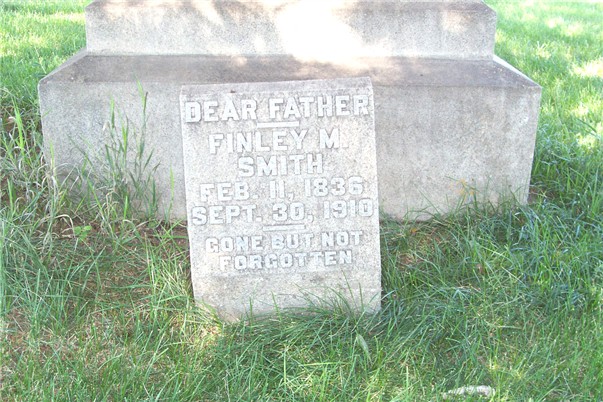 DEAR FATHER
FINLEY M.
SMITH
FEB. 11, 1836
SEPT. 30, 1910
GONE BUT NOT
FORGOTTEN